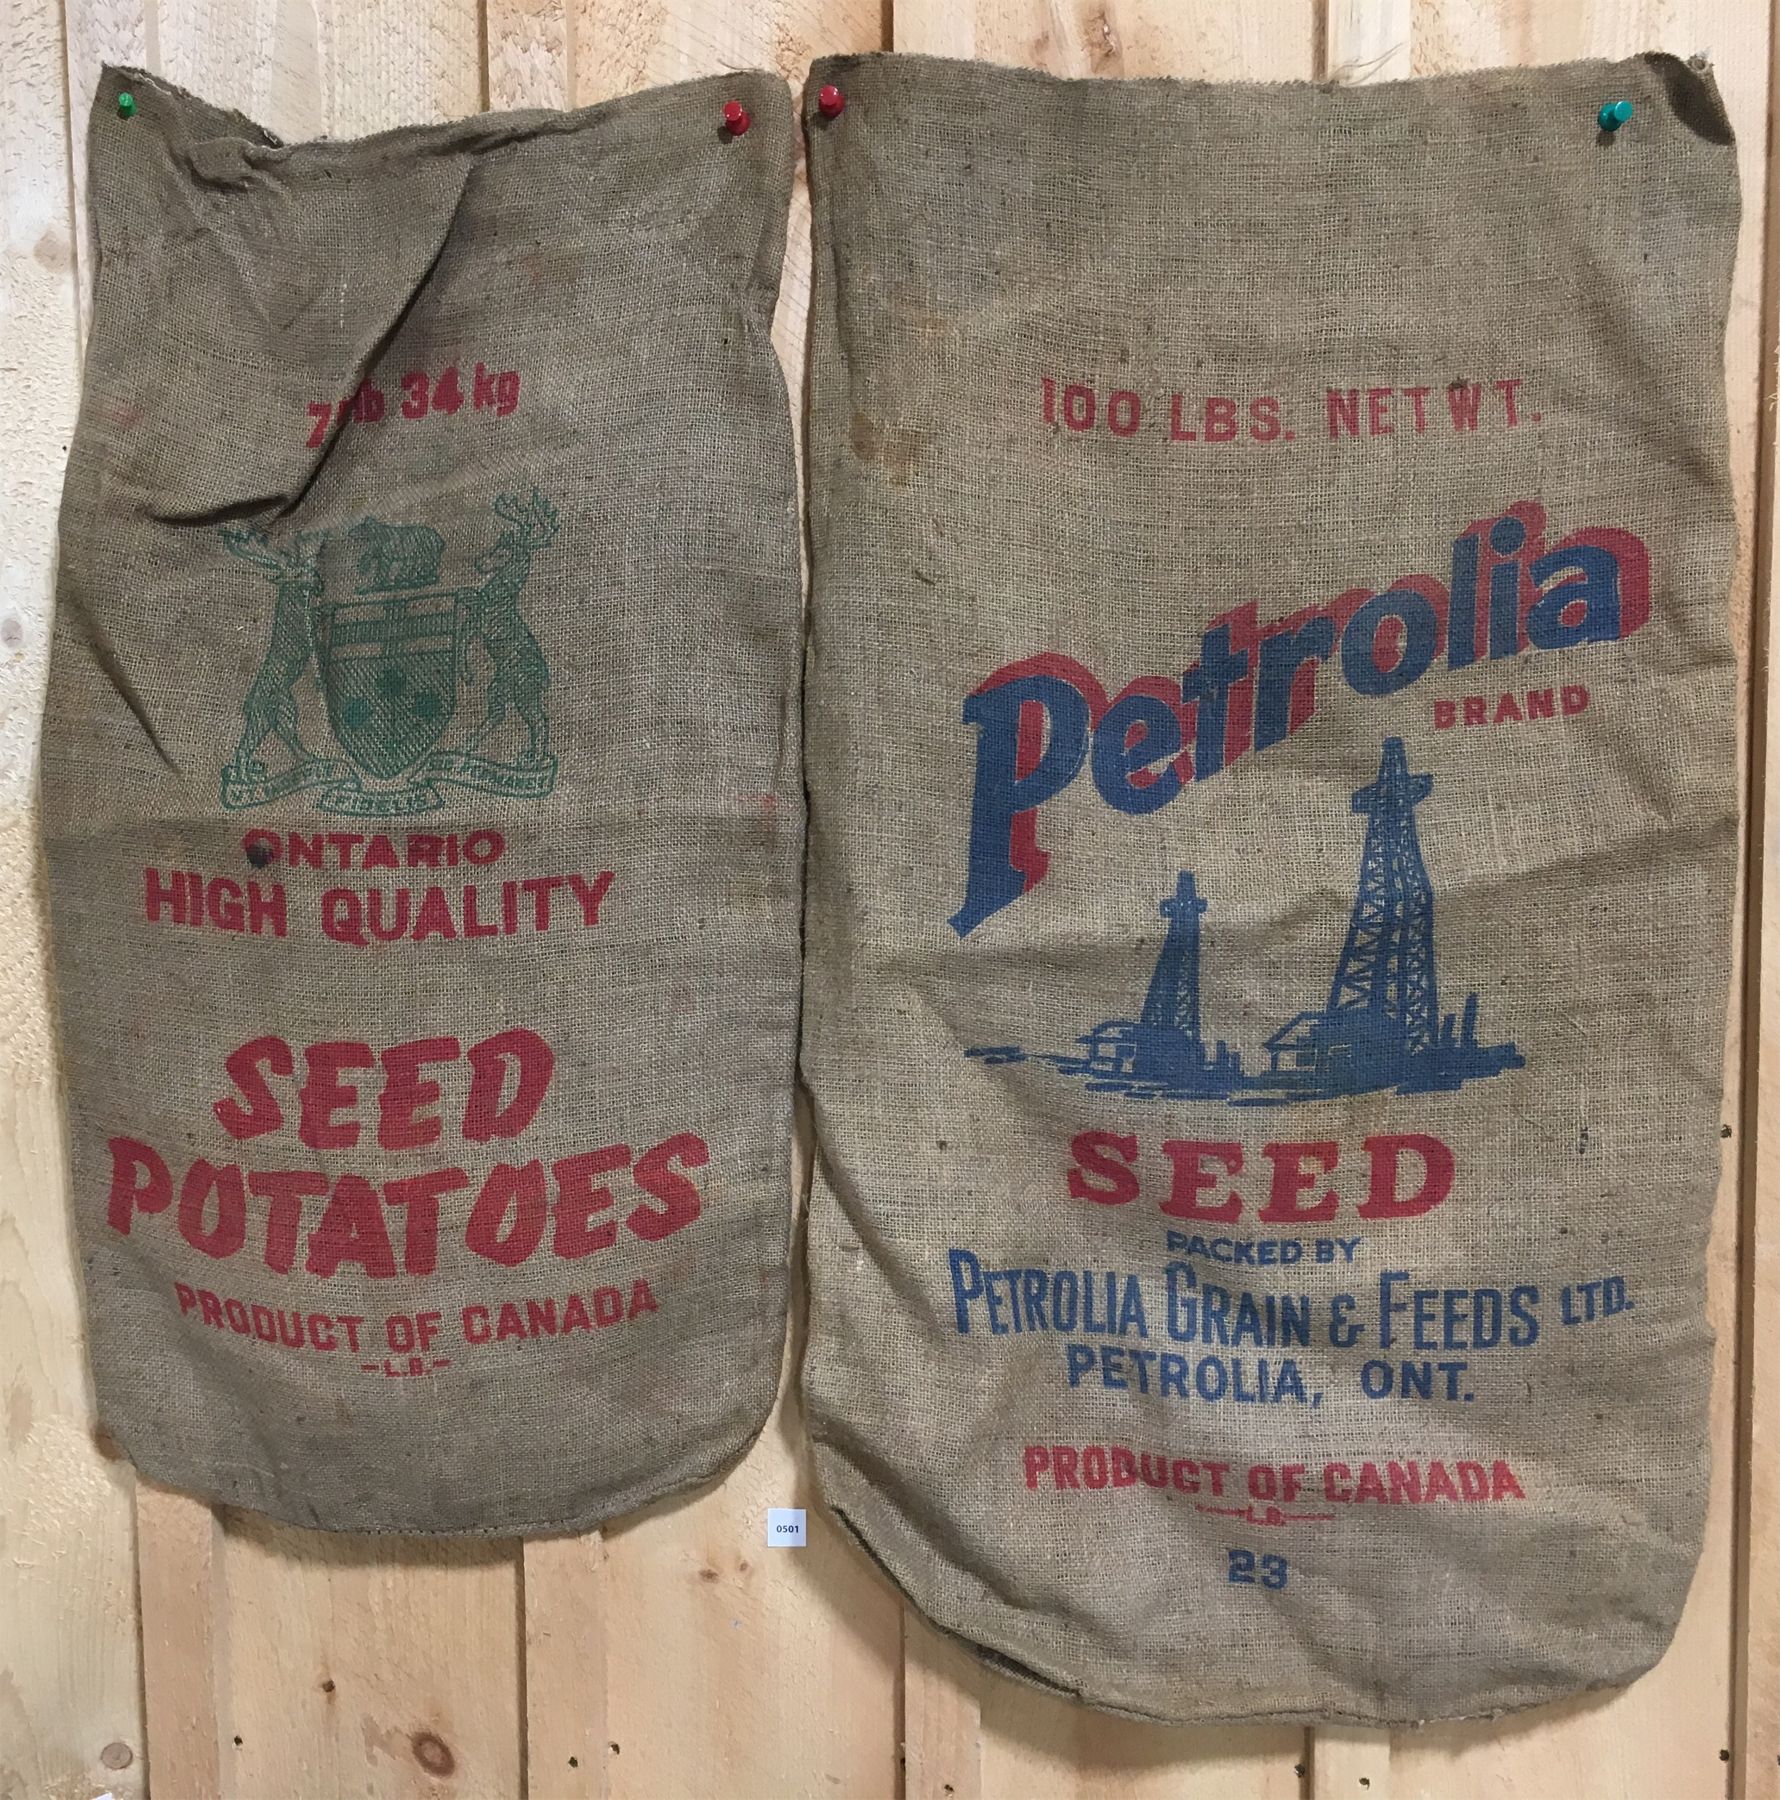 34 kg
FIDELIS
ONTARIO
HIGH QUALITY
SEED
POTATOES
PRODUCT OF CANADA
-L.B.-
0501
100 LBS. NET WT.
Petrolia
BRAND
SEED
PACKED BY
PETROLIA GRAIN & FEEDS LTD.
PETROLIA, ONT.
PRODUCT OF CANADA
L.B.
23